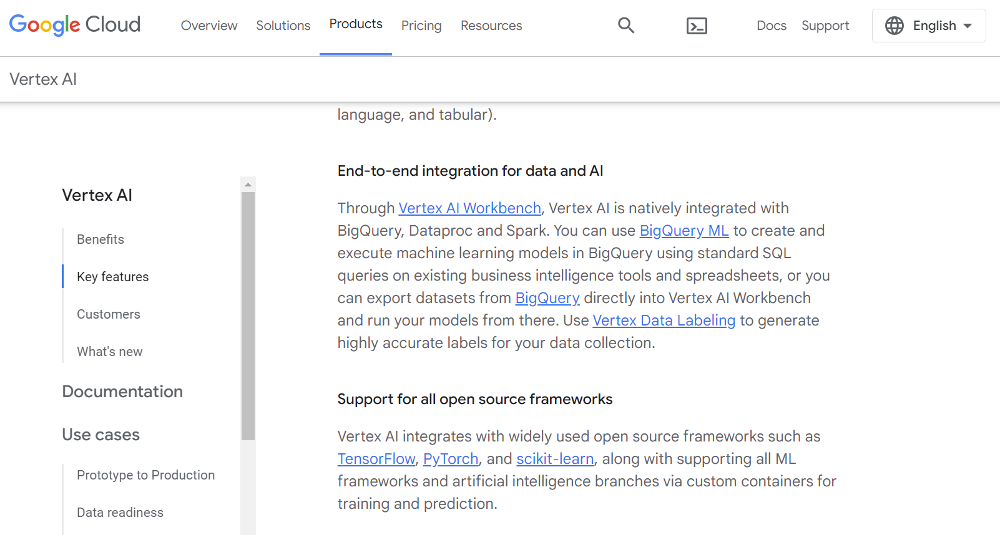 Google Cloud
Overview
Solutions
Products
Pricing
Resources
Docs
Support
English
Vertex AI
language, and tabular).
Vertex AI
Benefits
Key features
Customers
What's new
Documentation
Use cases
Prototype to Production
Data readiness
End-to-end integration for data and AI
Through Vertex AI Workbench, Vertex AI is natively integrated with
BigQuery, Dataproc and Spark. You can use BigQuery ML to create and
execute machine learning models in BigQuery using standard SQL
queries on existing business intelligence tools and spreadsheets, or you
can export datasets from BigQuery directly into Vertex AI Workbench
and run your models from there. Use Vertex Data Labeling to generate
highly accurate labels for your data collection.
Support for all open source frameworks
Vertex AI integrates with widely used open source frameworks such as
TensorFlow, PyTorch, and scikit-learn, along with supporting all ML
frameworks and artificial intelligence branches via custom containers for
training and prediction.